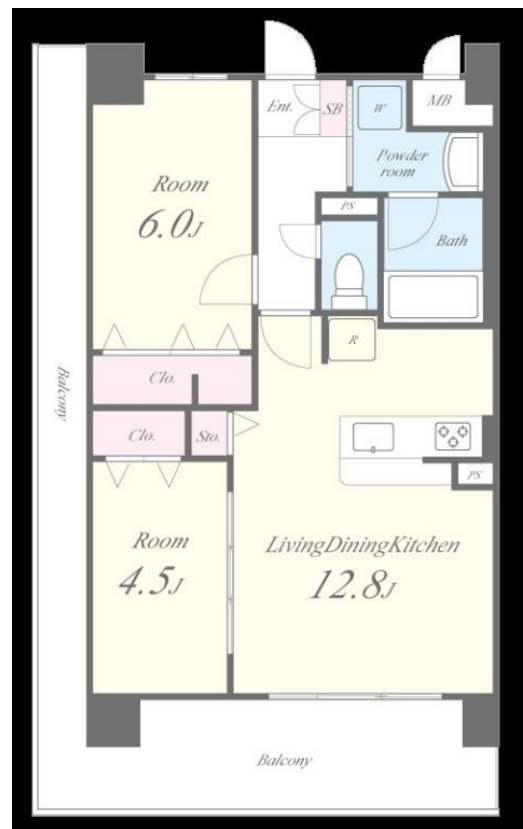 Ent.
SB
W
MB
Powder
room
Room
6.0J
PS
Bath
R
Clo.
Balcony
Clo.
Sto.
PS
Room
4.5J
LivingDiningKitchen
12.8J
Balcony